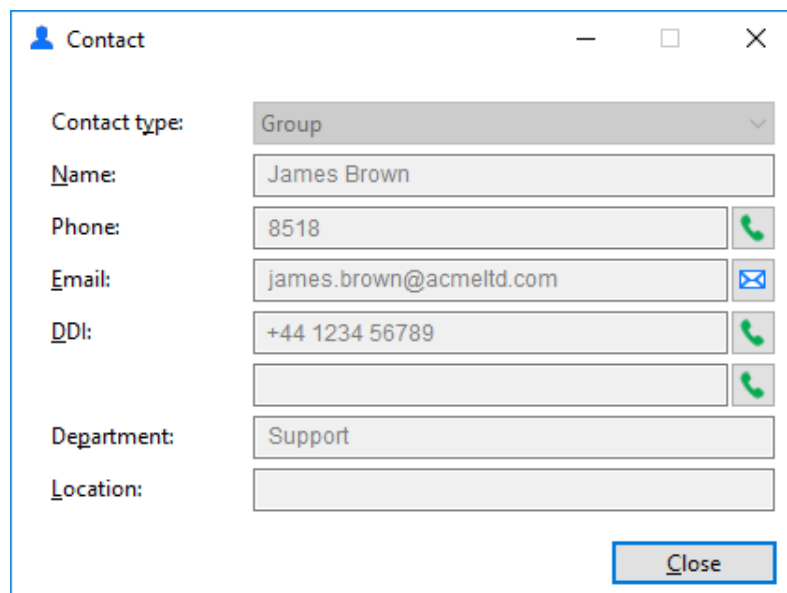 Contact
Contact type: Group
Name: James Brown
Phone: 8518
Email: james.brown@acmeltd.com
DDI: +44 1234 56789
Department: Support
Location:
Close